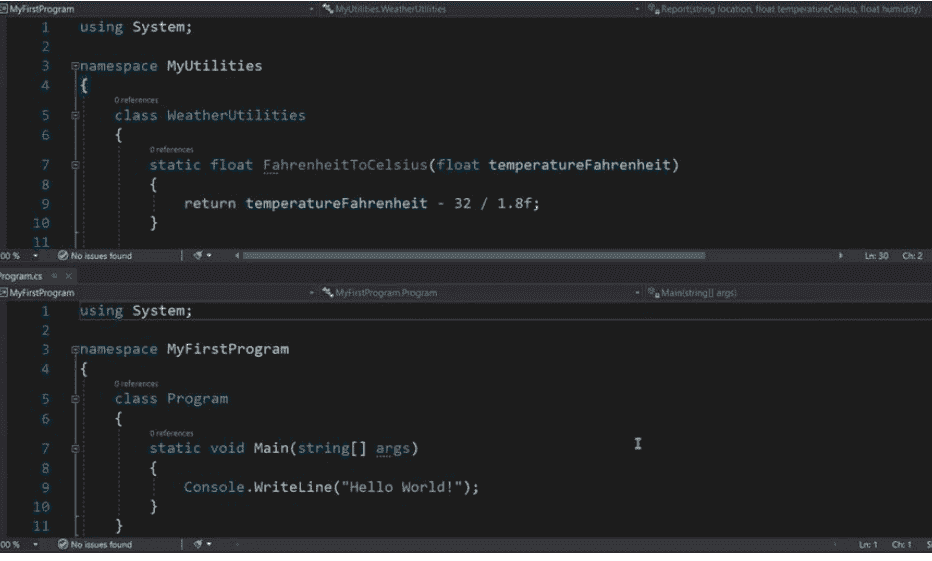 MyFirstProgram MyUtilities.WeatherUtilities Report(string location, float temperatureCelsius, float humidity)
1 using System;
2
3 namespace MyUtilities
4 {
0 references
5 class WeatherUtilities
6 {
0 references
7 static float FahrenheitToCelsius(float temperatureFahrenheit)
8 {
9 return temperatureFahrenheit - 32 / 1.8f;
10 }
11
00 % No issues found Ln: 30 Ch: 2
Program.cs
MyFirstProgram MyFirstProgram.Program Main(string[] args)
1 using System;
2
3 namespace MyFirstProgram
4 {
0 references
5 class Program
6 {
0 references
7 static void Main(string[] args)
8 {
9 Console.WriteLine("Hello World!");
10 }
11 }
00 % No issues found Ln: 1 Ch: 1 S